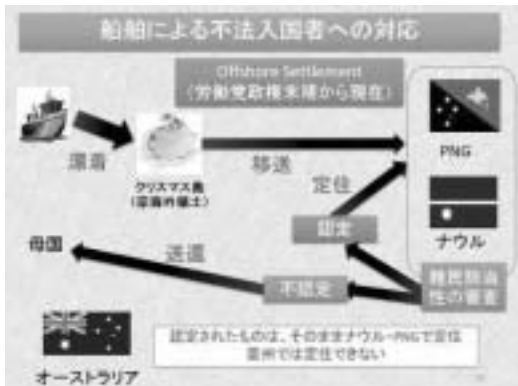 船舶による不法入国者への対応
Offshore Settlement
(労働党政権末期から現在)
漂着
クリスマス島
(豪海外領土)
移送
PNG
定住
認定
ナウル
母国
送還
不認定
難民該当
性の審査
認定されたものは、そのままナウル・PNGで定住
豪州では定住できない
オーストラリア